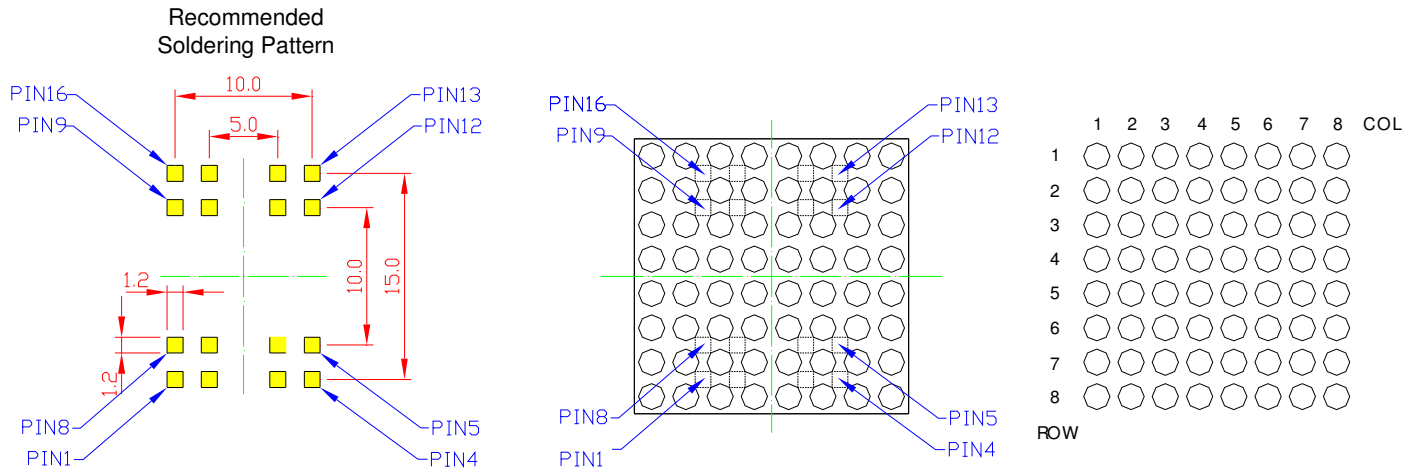 Recommended
Soldering Pattern
10.0
PIN16
PIN13
PIN9
PIN12
5.0
1.2
10.0
15.0
1.2
PIN8
PIN5
PIN1
PIN4
PIN16
PIN13
PIN9
PIN12
PIN8
PIN5
PIN1
PIN4
1 2 3 4 5 6 7 8 COL
1
2
3
4
5
6
7
8
ROW